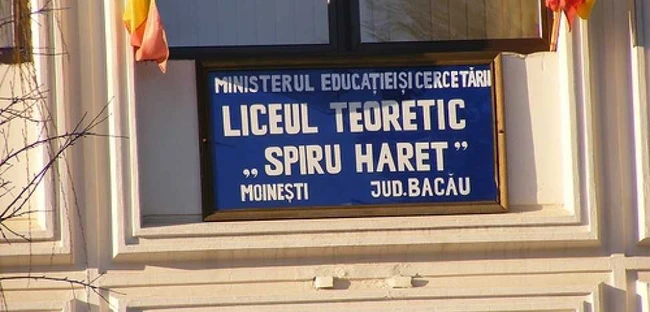 MINISTERUL EDUCAȚIEI ȘI CERCETĂRII
LICEUL TEORETIC
„SPIRU HARET”
MOINEȘTI JUD. BACĂU